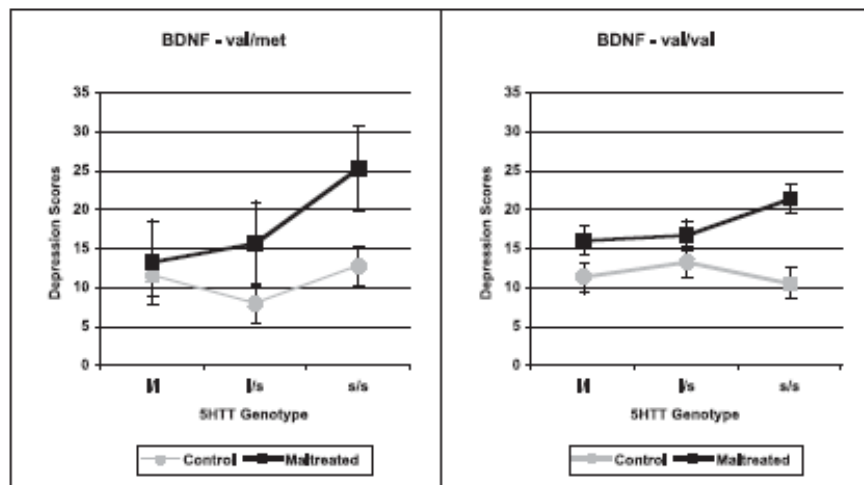 BDNF - val/met
Depression Scores
35
30
25
20
15
10
5
0
l/l
l/s
s/s
5HTT Genotype
Control
Maltreated
BDNF - val/val
Depression Scores
35
30
25
20
15
10
5
0
l/l
l/s
s/s
5HTT Genotype
Control
Maltreated